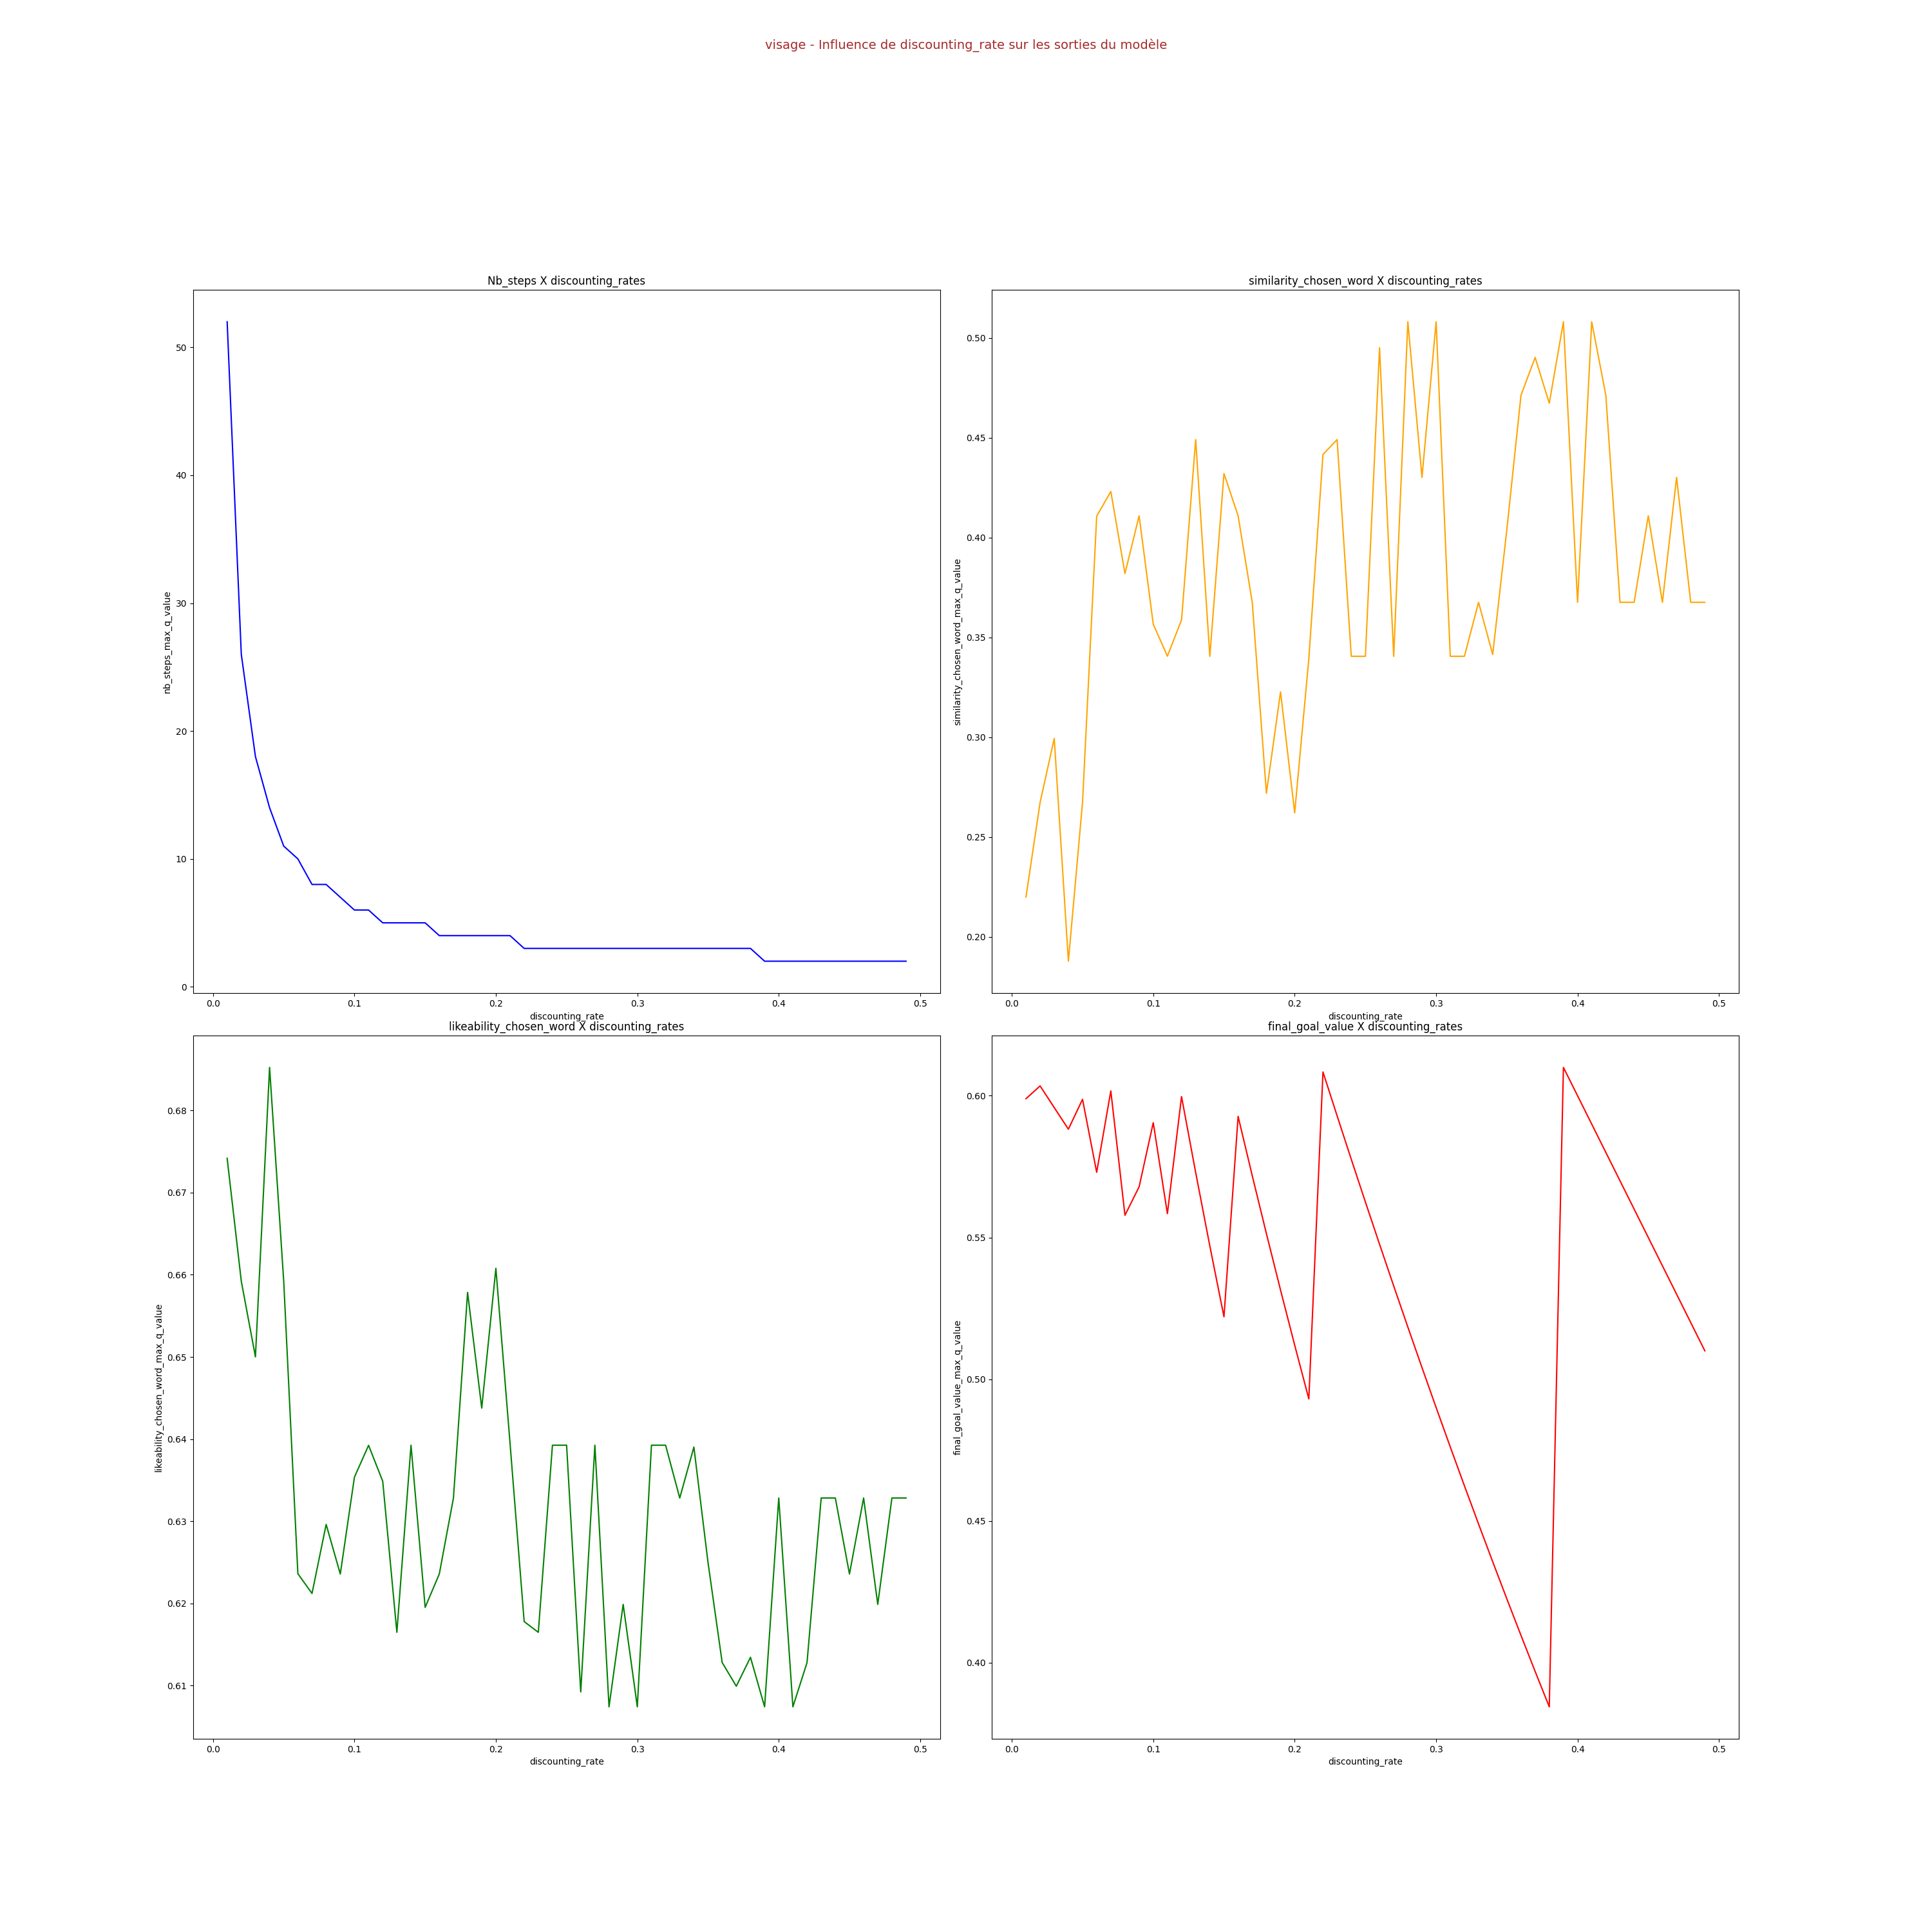 visage - Influence de discounting_rate sur les sorties du modèle
Nb_steps X discounting_rates
nb_steps_max_q_value
50
40
30
20
10
0
0.0 0.1 0.2 0.3 0.4 0.5
discounting_rate
similarity_chosen_word X discounting_rates
similarity_chosen_word_max_q_value
0.50
0.45
0.40
0.35
0.30
0.25
0.20
0.0 0.1 0.2 0.3 0.4 0.5
discounting_rate
likeability_chosen_word X discounting_rates
likeability_chosen_word_max_q_value
0.68
0.67
0.66
0.65
0.64
0.63
0.62
0.61
0.0 0.1 0.2 0.3 0.4 0.5
discounting_rate
final_goal_value X discounting_rates
final_goal_value_max_q_value
0.60
0.55
0.50
0.45
0.40
0.0 0.1 0.2 0.3 0.4 0.5
discounting_rate